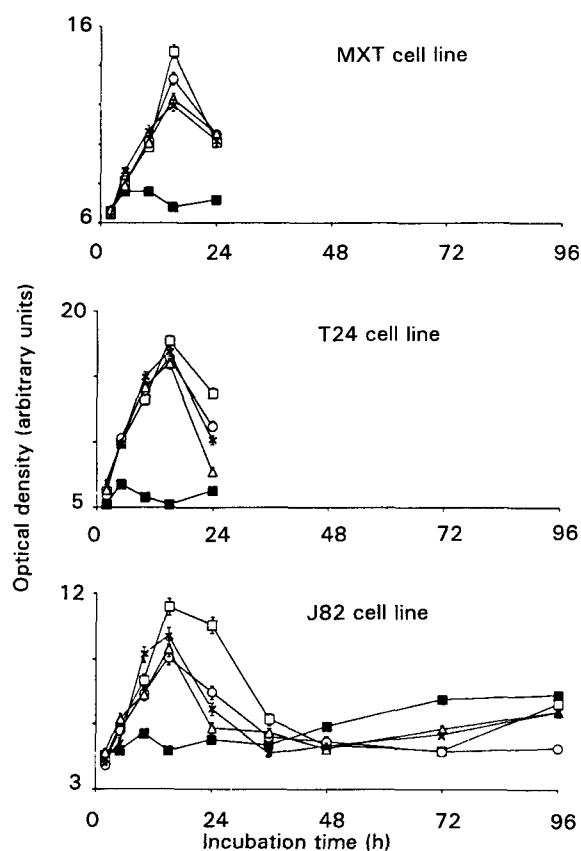 16
MXT cell line
6
0 24 48 72 96
20
T24 cell line
5
0 24 48 72 96
12
J82 cell line
3
0 24 48 72 96
Optical density (arbitrary units)
Incubation time (h)